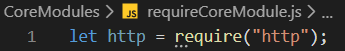 CoreModules > JS requireCoreModule.js > ...
1 let http = require("http");